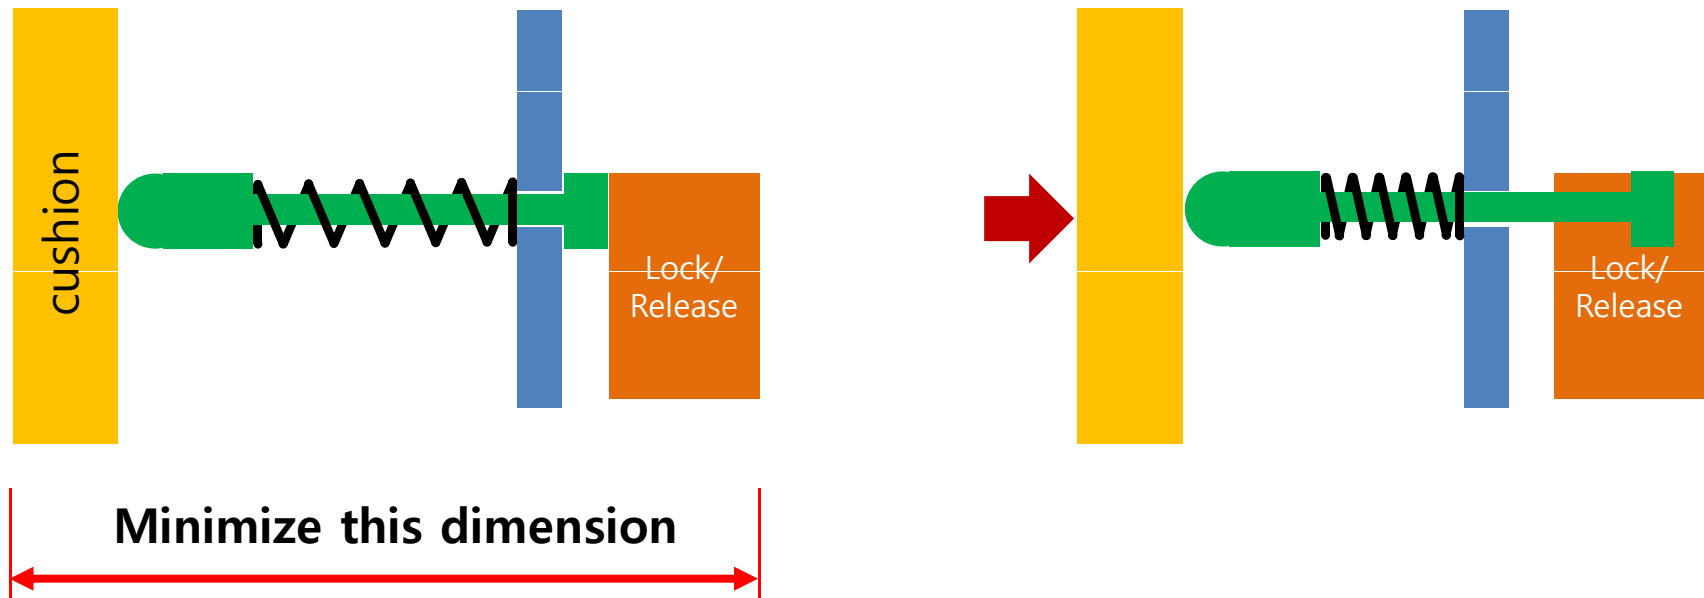 cushion
Lock/
Release
Lock/
Release
Minimize this dimension